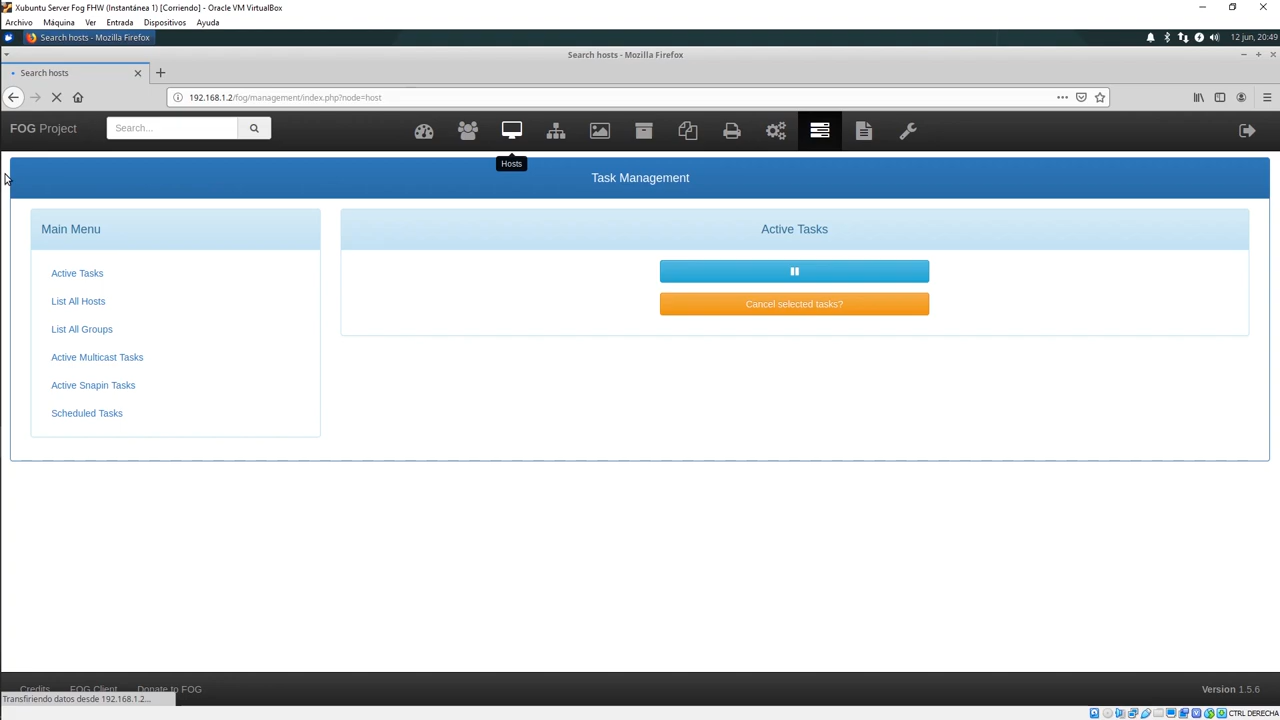 Xubuntu Server Fog FHW (Instantánea 1) [Corriendo] - Oracle VM VirtualBox
Archivo Máquina Ver Entrada Dispositivos Ayuda
Search hosts - Mozilla Firefox
12 jun, 20:49
Search hosts - Mozilla Firefox
Search hosts
192.168.1.2/fog/management/index.php?node=host
FOG Project
Search...
Hosts
Task Management
Main Menu
Active Tasks
List All Hosts
List All Groups
Active Multicast Tasks
Active Snapin Tasks
Scheduled Tasks
Active Tasks
Cancel selected tasks?
Credits FOG Client Donate to FOG
Version 1.5.6
Transfiriendo datos desde 192.168.1.2...
CTRL DERECHA